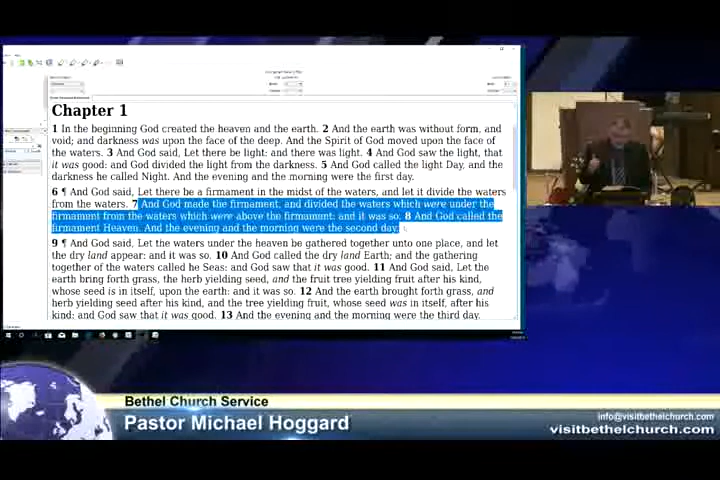 Chapter 1
1 In the beginning God created the heaven and the earth. 2 And the earth was without form, and
void; and darkness was upon the face of the deep. And the Spirit of God moved upon the face of
the waters. 3 And God said, Let there be light: and there was light. 4 And God saw the light, that
it was good: and God divided the light from the darkness. 5 And God called the light Day, and the
darkness he called Night. And the evening and the morning were the first day.
6 ¶ And God said, Let there be a firmament in the midst of the waters, and let it divide the waters
from the waters. 7 And God made the firmament, and divided the waters which were under the
firmament from the waters which were above the firmament: and it was so. 8 And God called the
firmament Heaven. And the evening and the morning were the second day.
9 ¶ And God said, Let the waters under the heaven be gathered together unto one place, and let
the dry land appear: and it was so. 10 And God called the dry land Earth; and the gathering
together of the waters called he Seas: and God saw that it was good. 11 And God said, Let the
earth bring forth grass, the herb yielding seed, and the fruit tree yielding fruit after his kind,
whose seed is in itself, upon the earth: and it was so. 12 And the earth brought forth grass, and
herb yielding seed after his kind, and the tree yielding fruit, whose seed was in itself, after his
kind: and God saw that it was good. 13 And the evening and the morning were the third day.
Bethel Church Service
Pastor Michael Hoggard
info@visitbethelchurch.com
visitbethelchurch.com